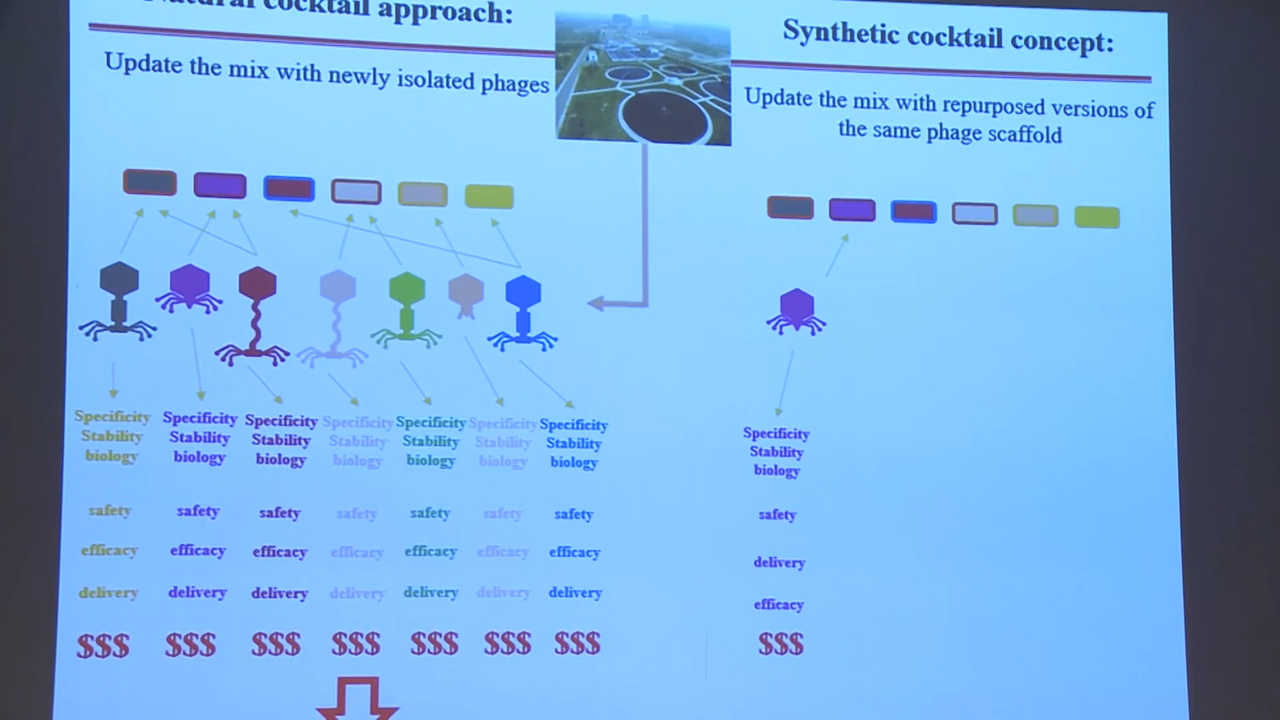 Natural cocktail approach:
Update the mix with newly isolated phages
Synthetic cocktail concept:
Update the mix with repurposed versions of
the same phage scaffold
Specificity Specificity Specificity Specificity Specificity Specificity Specificity
Stability Stability Stability Stability Stability Stability Stability
biology biology biology biology biology biology biology
safety safety safety safety safety safety safety
efficacy efficacy efficacy efficacy efficacy efficacy efficacy
delivery delivery delivery delivery delivery delivery delivery
$$$ $$$ $$$ $$$ $$$ $$$ $$$
Specificity
Stability
biology
safety
delivery
efficacy
$$$